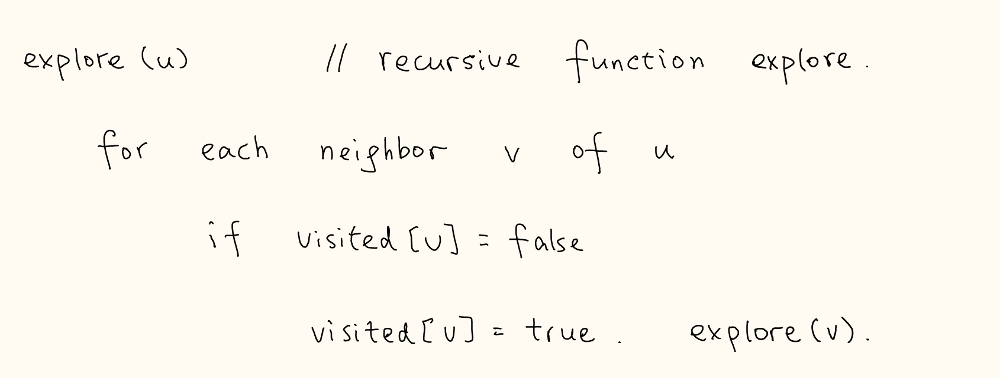 explore (u) // recursive function explore.
for each neighbor v of u
if visited [v] = false
visited [v] = true. explore (v).